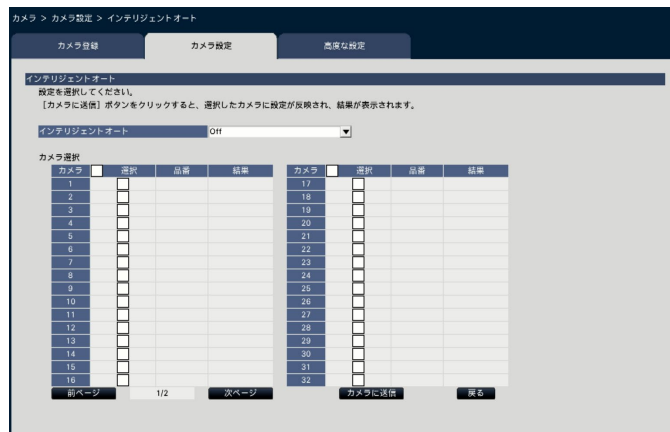 カメラ > カメラ設定 > インテリジェントオート
カメラ登録 カメラ設定 高度な設定
インテリジェントオート
設定を選択してください。
［カメラに送信］ボタンをクリックすると、選択したカメラに設定が反映され、結果が表示されます。
インテリジェントオート Off
カメラ選択
カメラ 選択 品番 結果 カメラ 選択 品番 結果
1 17
2 18
3 19
4 20
5 21
6 22
7 23
8 24
9 25
10 26
11 27
12 28
13 29
14 30
15 31
16 32
前ページ 1/2 次ページ カメラに送信 戻る